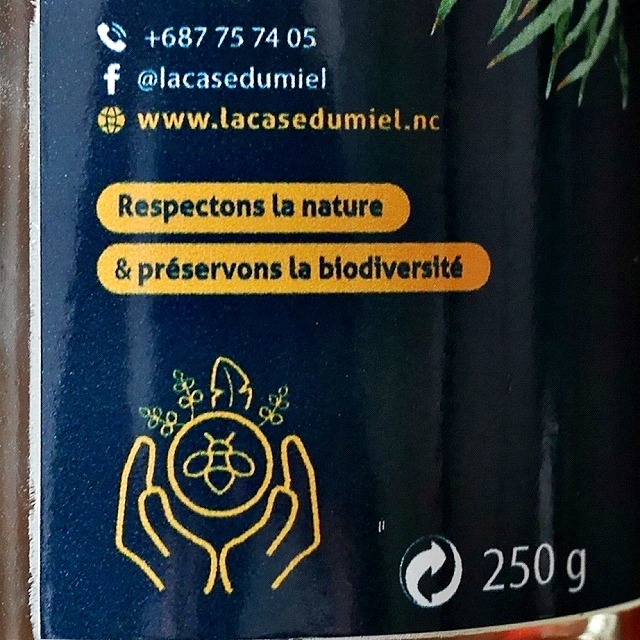 +687 75 74 05
@lacasedumiel
www.lacasedumiel.nc
Respectons la nature
& préservons la biodiversité
250 g